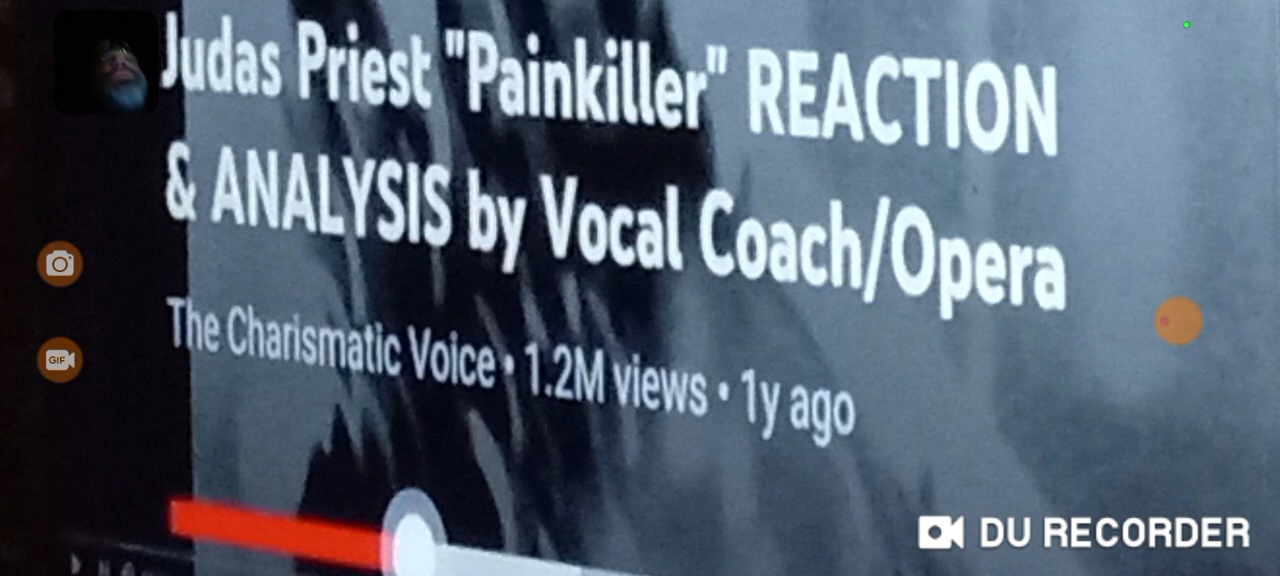 Judas Priest "Painkiller" REACTION
& ANALYSIS by Vocal Coach/Opera
The Charismatic Voice • 1.2M views • 1y ago
GIF
DU RECORDER